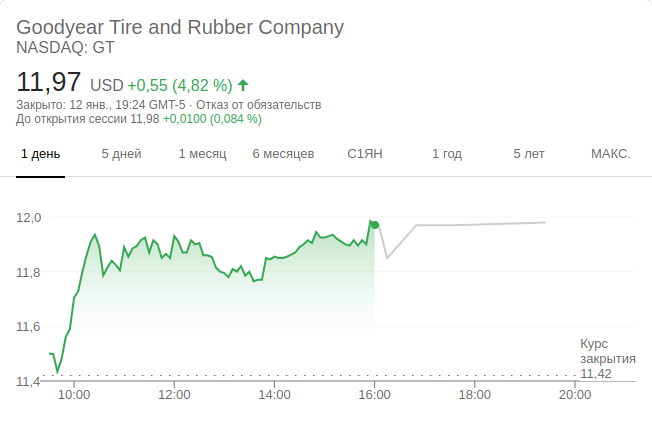 Goodyear Tire and Rubber Company
NASDAQ: GT
11,97 USD +0,55 (4,82 %)
Закрыто: 12 янв., 19:24 GMT-5 · Отказ от обязательств
До открытия сессии 11,98 +0,0100 (0,084 %)
1 день 5 дней 1 месяц 6 месяцев С1ЯН 1 год 5 лет МАКС.
12,0
11,8
11,6
Курс
закрытия
11,42
11,4
10:00 12:00 14:00 16:00 18:00 20:00